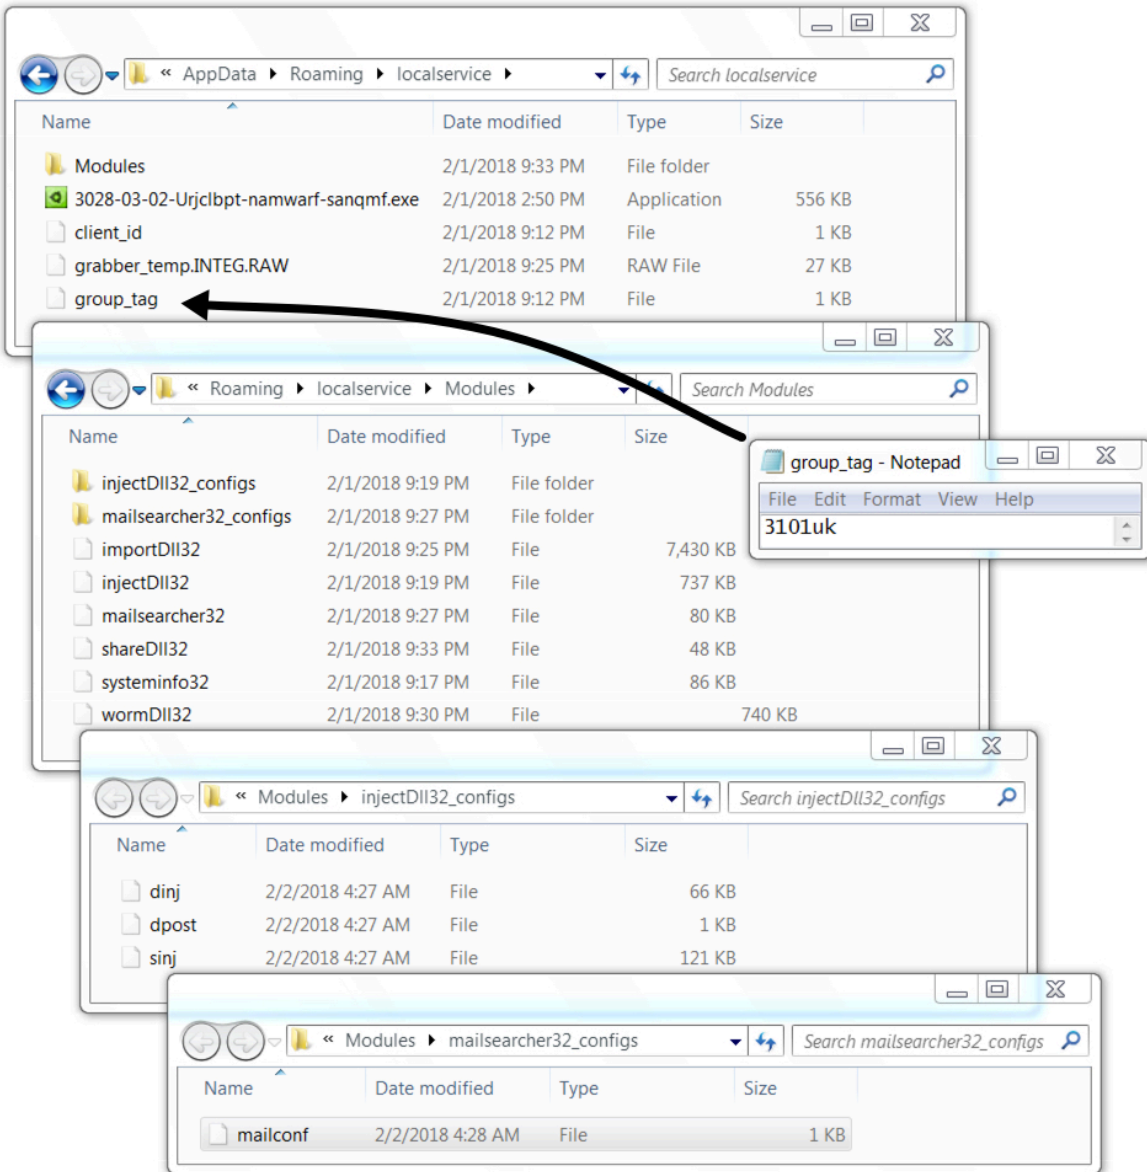 « AppData ▸ Roaming ▸ localservice ▸ Search localservice
Name Date modified Type Size
Modules 2/1/2018 9:33 PM File folder
3028-03-02-Urjclbpt-namwarf-sanqmf.exe 2/1/2018 2:50 PM Application 556 KB
client_id 2/1/2018 9:12 PM File 1 KB
grabber_temp.INTEG.RAW 2/1/2018 9:25 PM RAW File 27 KB
group_tag 2/1/2018 9:12 PM File 1 KB
« Roaming ▸ localservice ▸ Modules ▸ Search Modules
Name Date modified Type Size
injectDll32_configs 2/1/2018 9:19 PM File folder
mailsearcher32_configs 2/1/2018 9:27 PM File folder
importDll32 2/1/2018 9:25 PM File 7,430 KB
injectDll32 2/1/2018 9:19 PM File 737 KB
mailsearcher32 2/1/2018 9:27 PM File 80 KB
shareDll32 2/1/2018 9:33 PM File 48 KB
systeminfo32 2/1/2018 9:17 PM File 86 KB
wormDll32 2/1/2018 9:30 PM File 740 KB
group_tag - Notepad
File Edit Format View Help
3101uk
« Modules ▸ injectDll32_configs Search injectDll32_configs
Name Date modified Type Size
dinj 2/2/2018 4:27 AM File 66 KB
dpost 2/2/2018 4:27 AM File 1 KB
sinj 2/2/2018 4:27 AM File 121 KB
« Modules ▸ mailsearcher32_configs Search mailsearcher32_configs
Name Date modified Type Size
mailconf 2/2/2018 4:28 AM File 1 KB